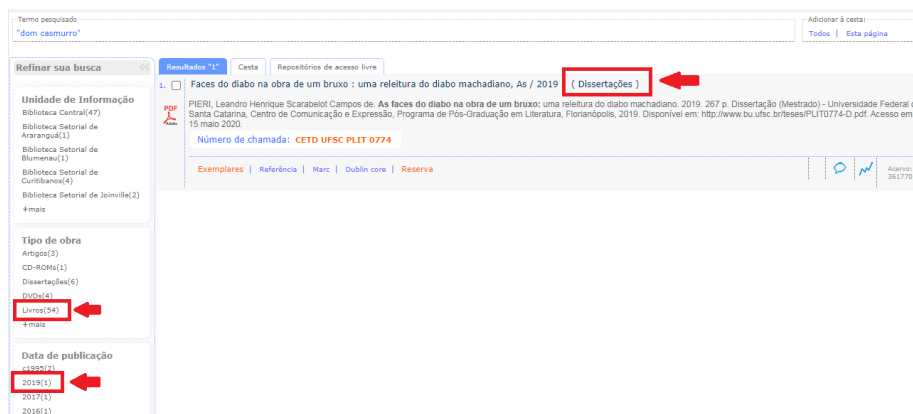 Termo pesquisado
"dom casmurro"
Adicionar à cesta:
Todos | Esta página
Refinar sua busca
Unidade de Informação
Biblioteca Central(47)
Biblioteca Setorial de
Araranguá(1)
Biblioteca Setorial de
Blumenau(1)
Biblioteca Setorial de
Curitibanos(4)
Biblioteca Setorial de Joinville(2)
+mais
Tipo de obra
Artigos(3)
CD-ROMs(1)
Dissertações(6)
DVDs(4)
Livros(54)
+mais
Data de publicação
c1995(2)
2019(1)
2017(1)
2016(1)
Resultados "1"
Cesta
Repositórios de acesso livre
1. Faces do diabo na obra de um bruxo : uma releitura do diabo machadiano, As / 2019 ( Dissertações )
PDF
Adobe
PIERI, Leandro Henrique Scarabelot Campos de. As faces do diabo na obra de um bruxo: uma releitura do diabo machadiano. 2019. 267 p. Dissertação (Mestrado) - Universidade Federal
Santa Catarina, Centro de Comunicação e Expressão, Programa de Pós-Graduação em Literatura, Florianópolis, 2019. Disponível em: http://www.bu.ufsc.br/teses/PLIT0774-D.pdf. Acesso em
15 maio 2020.
Número de chamada: CETD UFSC PLIT 0774
Exemplares | Referência | Marc | Dublin core | Reserva
Acervo:
361770